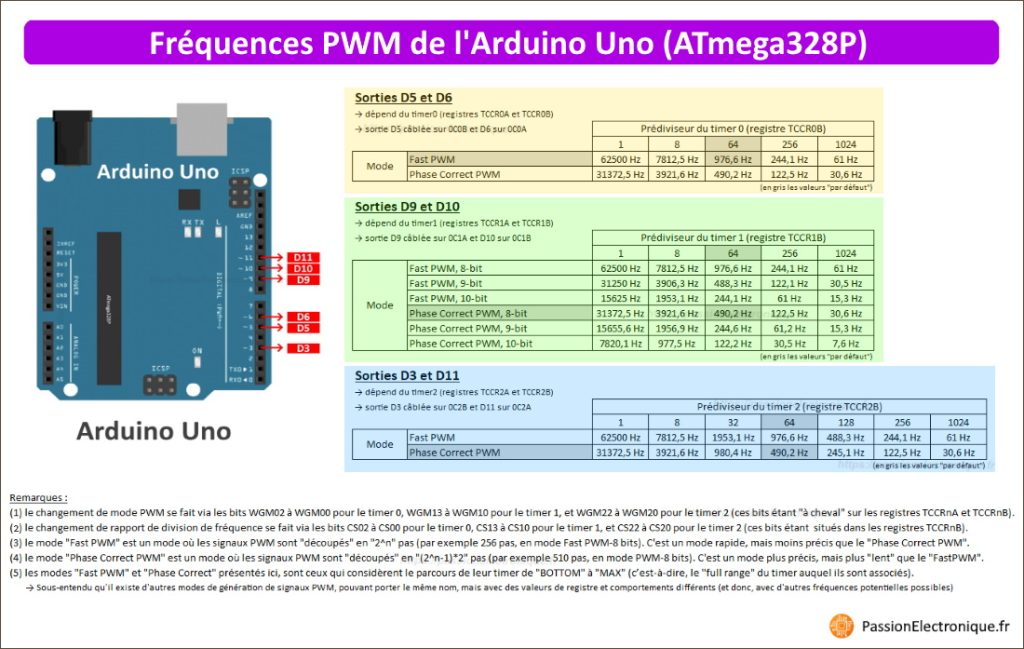 Fréquences PWM de l'Arduino Uno (ATmega328P)
Arduino Uno
ICSP
RX TX L
AREF
GND
13
12
~11
~10
~9
8
7
~6
~5
4
~3
2
TXD 1
RXD 0
DIGITAL (PWM~)
RESET
3V3
5V
GND
GND
VIN
POWER
A0
A1
A2
A3
A4
A5
ANALOG IN
ATmega328P
ON
ICSP
D11
D10
D9
D6
D5
D3
Arduino Uno
Sorties D5 et D6
→ dépend du timer0 (registres TCCR0A et TCCR0B)
→ sortie D5 câblée sur 0C0B et D6 sur 0C0A
Prédiviseur du timer 0 (registre TCCR0B)
1 8 64 256 1024
Mode
Fast PWM 62500 Hz 7812,5 Hz 976,6 Hz 244,1 Hz 61 Hz
Phase Correct PWM 31372,5 Hz 3921,6 Hz 490,2 Hz 122,5 Hz 30,6 Hz
(en gris les valeurs "par défaut")
Sorties D9 et D10
→ dépend du timer1 (registres TCCR1A et TCCR1B)
→ sortie D9 câblée sur 0C1A et D10 sur 0C1B
Prédiviseur du timer 1 (registre TCCR1B)
1 8 64 256 1024
Mode
Fast PWM, 8-bit 62500 Hz 7812,5 Hz 976,6 Hz 244,1 Hz 61 Hz
Fast PWM, 9-bit 31250 Hz 3906,3 Hz 488,3 Hz 122,1 Hz 30,5 Hz
Fast PWM, 10-bit 15625 Hz 1953,1 Hz 244,1 Hz 61 Hz 15,3 Hz
Phase Correct PWM, 8-bit 31372,5 Hz 3921,6 Hz 490,2 Hz 122,5 Hz 30,6 Hz
Phase Correct PWM, 9-bit 15655,6 Hz 1956,9 Hz 244,6 Hz 61,2 Hz 15,3 Hz
Phase Correct PWM, 10-bit 7820,1 Hz 977,5 Hz 122,2 Hz 30,5 Hz 7,6 Hz
(en gris les valeurs "par défaut")
Sorties D3 et D11
→ dépend du timer2 (registres TCCR2A et TCCR2B)
→ sortie D3 câblée sur 0C2B et D11 sur 0C2A
Prédiviseur du timer 2 (registre TCCR2B)
1 8 32 64 128 256 1024
Mode
Fast PWM 62500 Hz 7812,5 Hz 1953,1 Hz 976,6 Hz 488,3 Hz 244,1 Hz 61 Hz
Phase Correct PWM 31372,5 Hz 3921,6 Hz 980,4 Hz 490,2 Hz 245,1 Hz 122,5 Hz 30,6 Hz
(en gris les valeurs "par défaut")
Remarques :
(1) le changement de mode PWM se fait via les bits WGM02 à WGM00 pour le timer 0, WGM13 à WGM10 pour le timer 1, et WGM22 à WGM20 pour le timer 2 (ces bits étant "à cheval" sur les registres TCCRnA et TCCRnB).
(2) le changement de rapport de division de fréquence se fait via les bits CS02 à CS00 pour le timer 0, CS13 à CS10 pour le timer 1, et CS22 à CS20 pour le timer 2 (ces bits étant situés dans les registres TCCRnB).
(3) le mode "Fast PWM" est un mode où les signaux PWM sont "découpés" en "2^n" pas (par exemple 256 pas, en mode Fast PWM-8 bits). C'est un mode rapide, mais moins précis que le "Phase Correct PWM".
(4) le mode "Phase Correct PWM" est un mode où les signaux PWM sont "découpés" en "(2^n-1)*2" pas (par exemple 510 pas, en mode PWM-8 bits). C'est un mode plus précis, mais plus "lent" que le "FastPWM".
(5) les modes "Fast PWM" et "Phase Correct" présentés ici, sont ceux qui considèrent le parcours de leur timer de "BOTTOM" à "MAX" (c'est-à-dire, le "full range" du timer auquel ils sont associés).
→ Sous-entendu qu'il existe d'autres modes de génération de signaux PWM, pouvant porter le même nom, mais avec des valeurs de registre et comportements différents (et donc, avec d'autres fréquences potentielles possibles)
PassionElectronique.fr